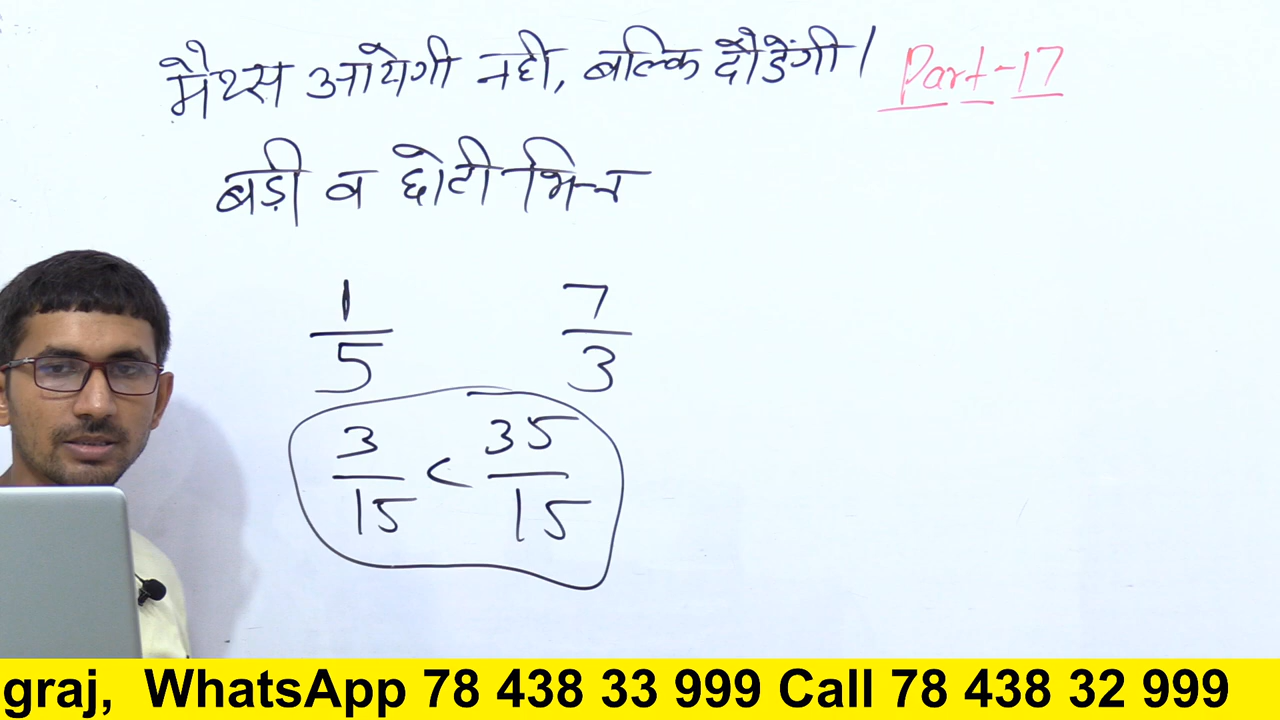 मैथ्स आयेगी नही, बल्कि दौडेंगी। Part-17
बड़ी व छोटी भिन्न
1/5 7/3
3/15 < 35/15
graj, WhatsApp 78 438 33 999 Call 78 438 32 999